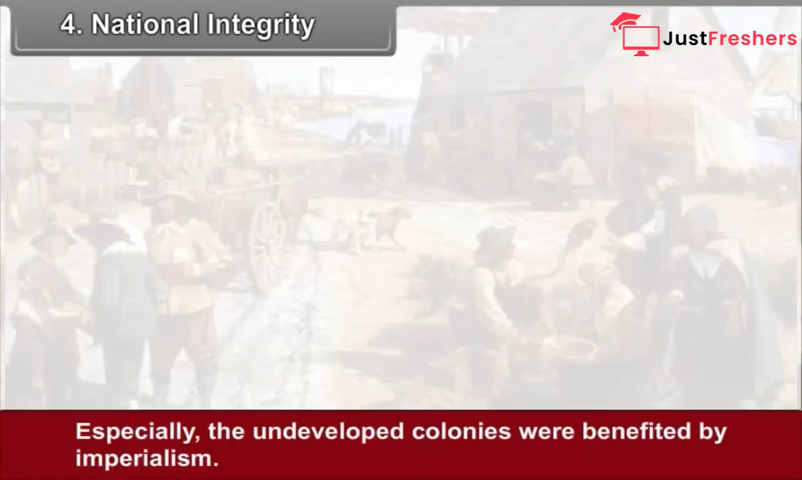 4. National Integrity
JustFreshers
Especially, the undeveloped colonies were benefited by
imperialism.